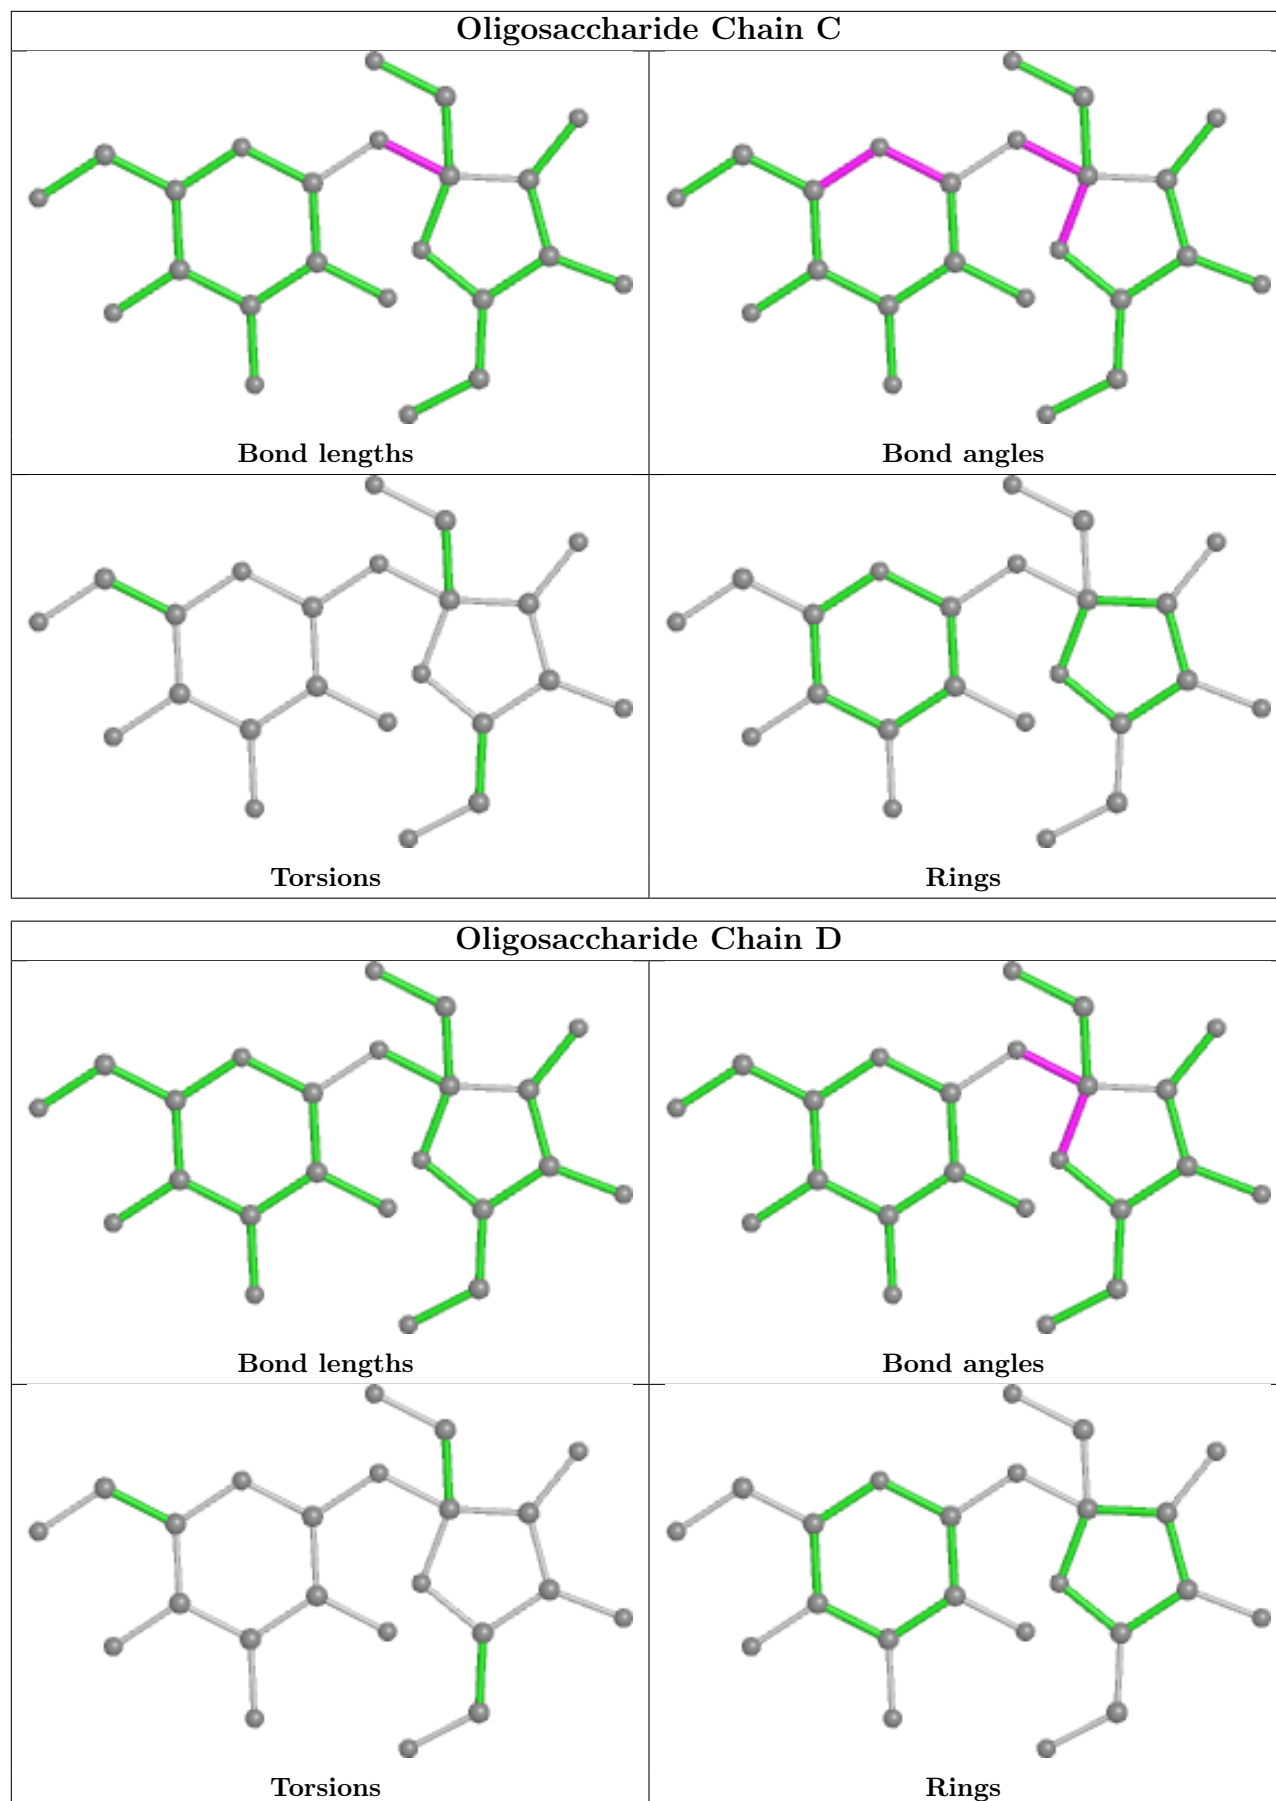 Oligosaccharide Chain C
Bond lengths
Bond angles
Torsions
Rings
Oligosaccharide Chain D
Bond lengths
Bond angles
Torsions
Rings